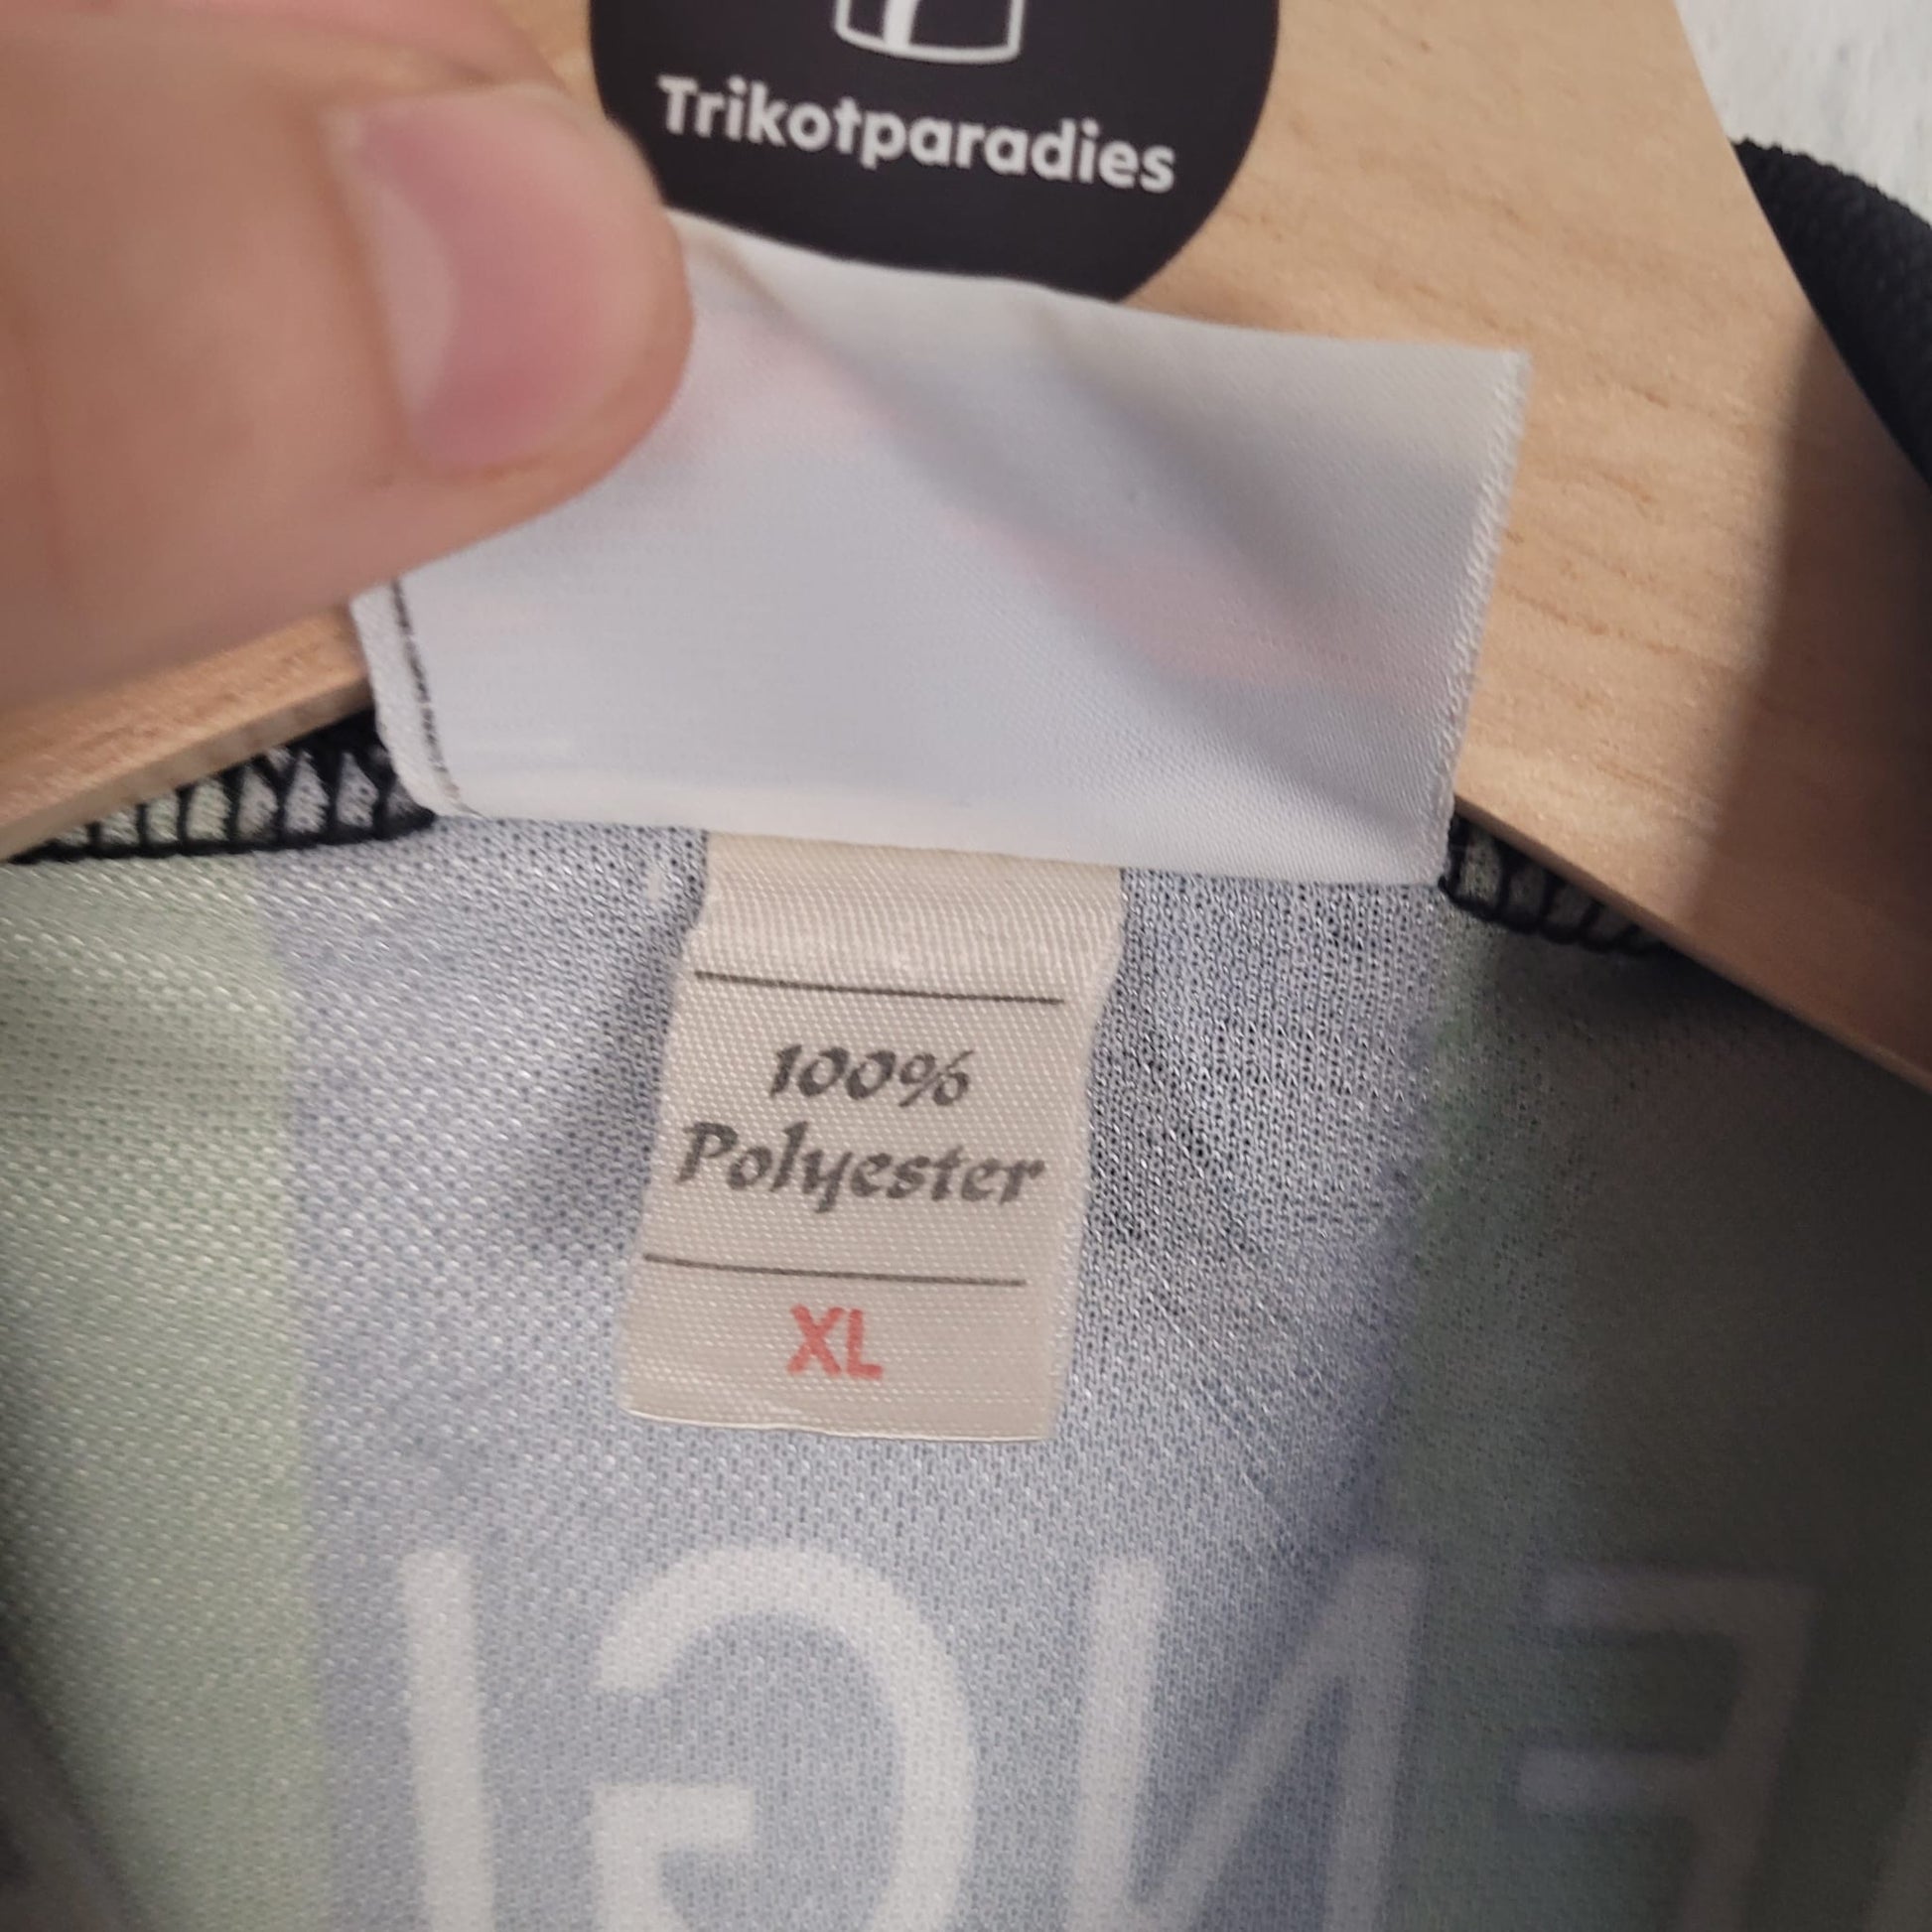 Trikotparadies
100%
Polyester
XL